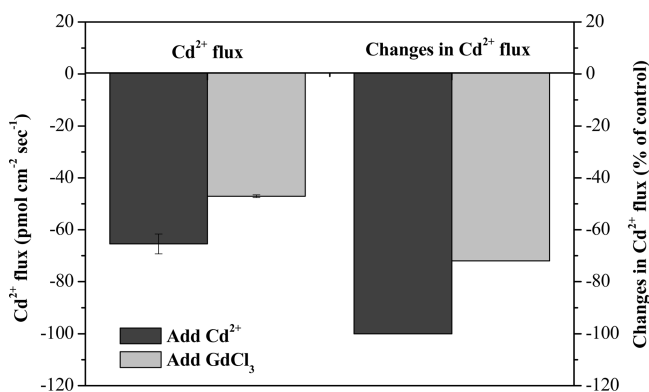 20
0
-20
-40
-60
-80
-100
-120
Cd²⁺ flux (pmol cm⁻² sec⁻¹)
Cd²⁺ flux
Changes in Cd²⁺ flux
Add Cd²⁺
Add GdCl₃
20
0
-20
-40
-60
-80
-100
-120
Changes in Cd²⁺ flux (% of control)